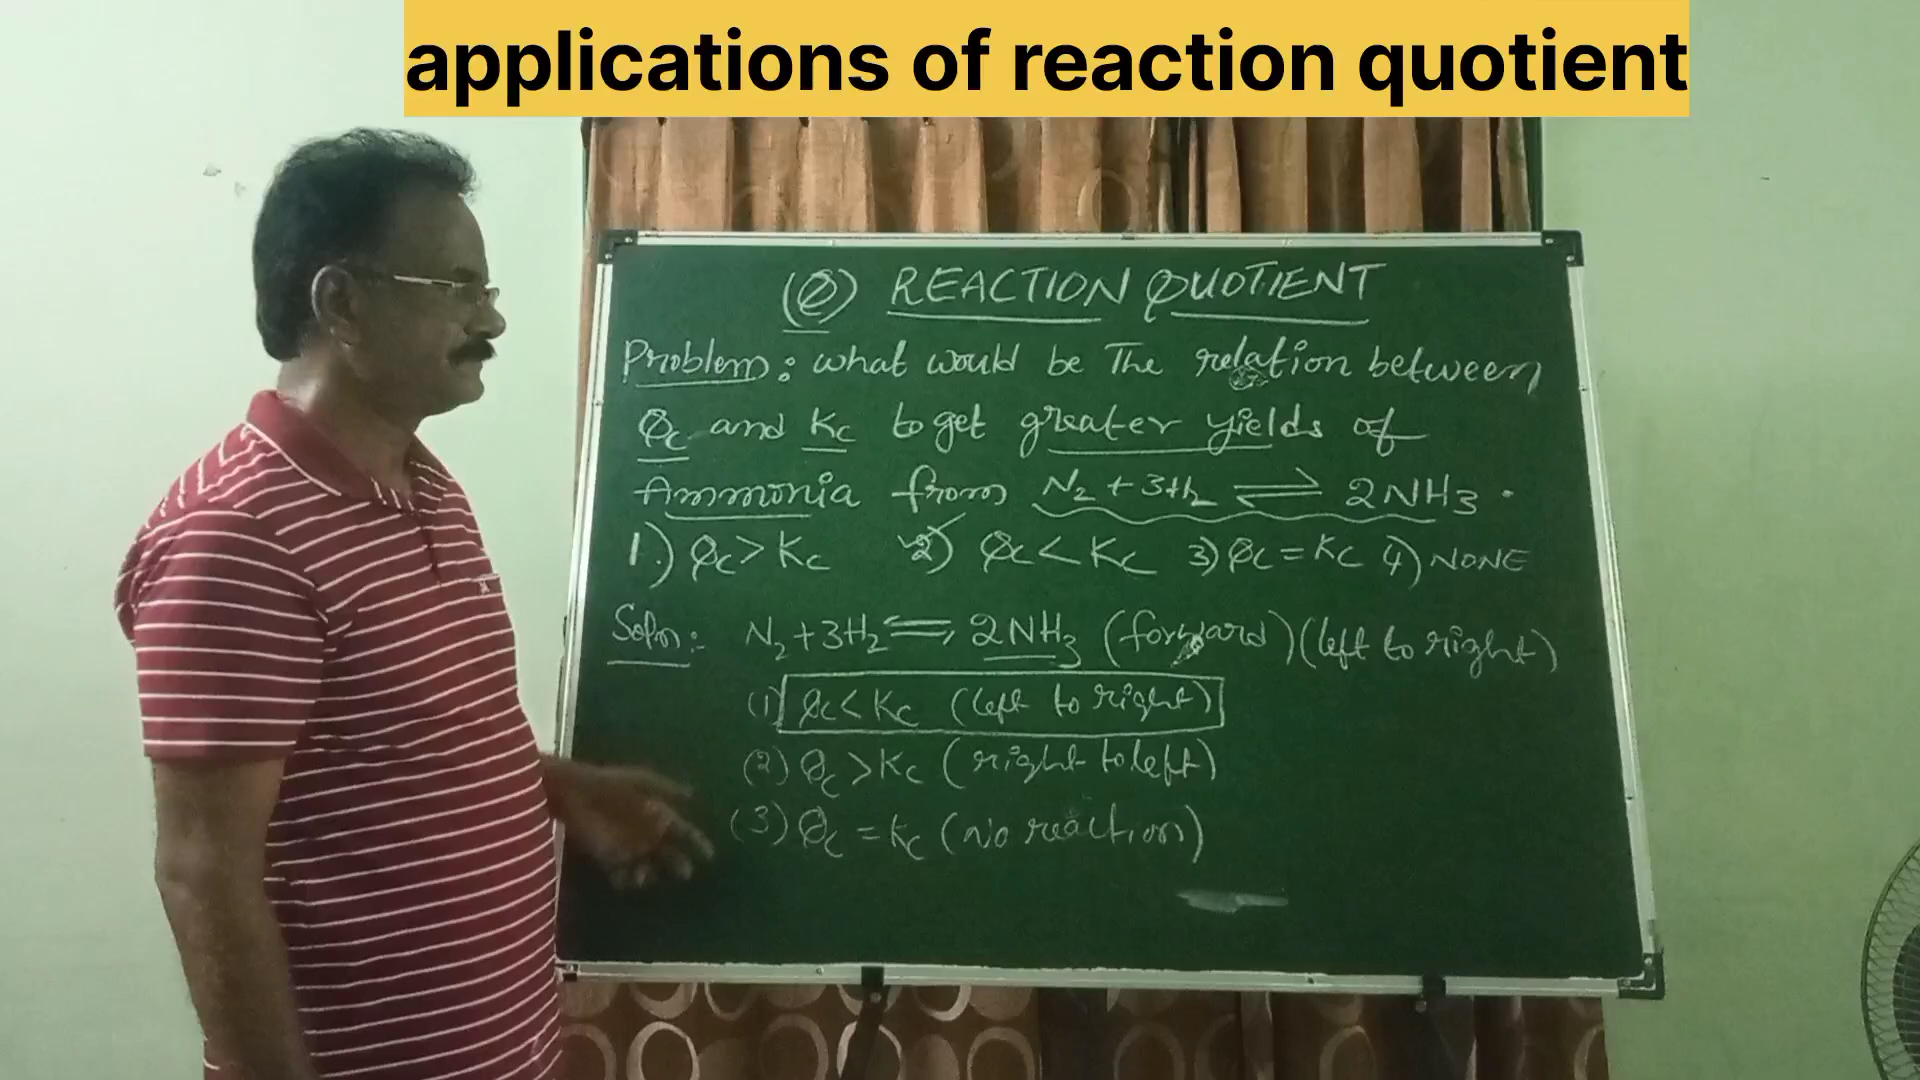 applications of reaction quotient
(Q) REACTION QUOTIENT
Problem: what would be The relation between
Qc and Kc to get greater yields of
Ammonia from N2 + 3H2 ⇌ 2NH3.
1.) Qc > Kc 2) Qc < Kc 3) Qc = Kc 4) NONE
Soln:- N2 + 3H2 ⇌ 2NH3 (forward) (left to right)
(1) Qc < Kc (left to right)
(2) Qc > Kc (right to left)
(3) Qc = Kc (No reaction)